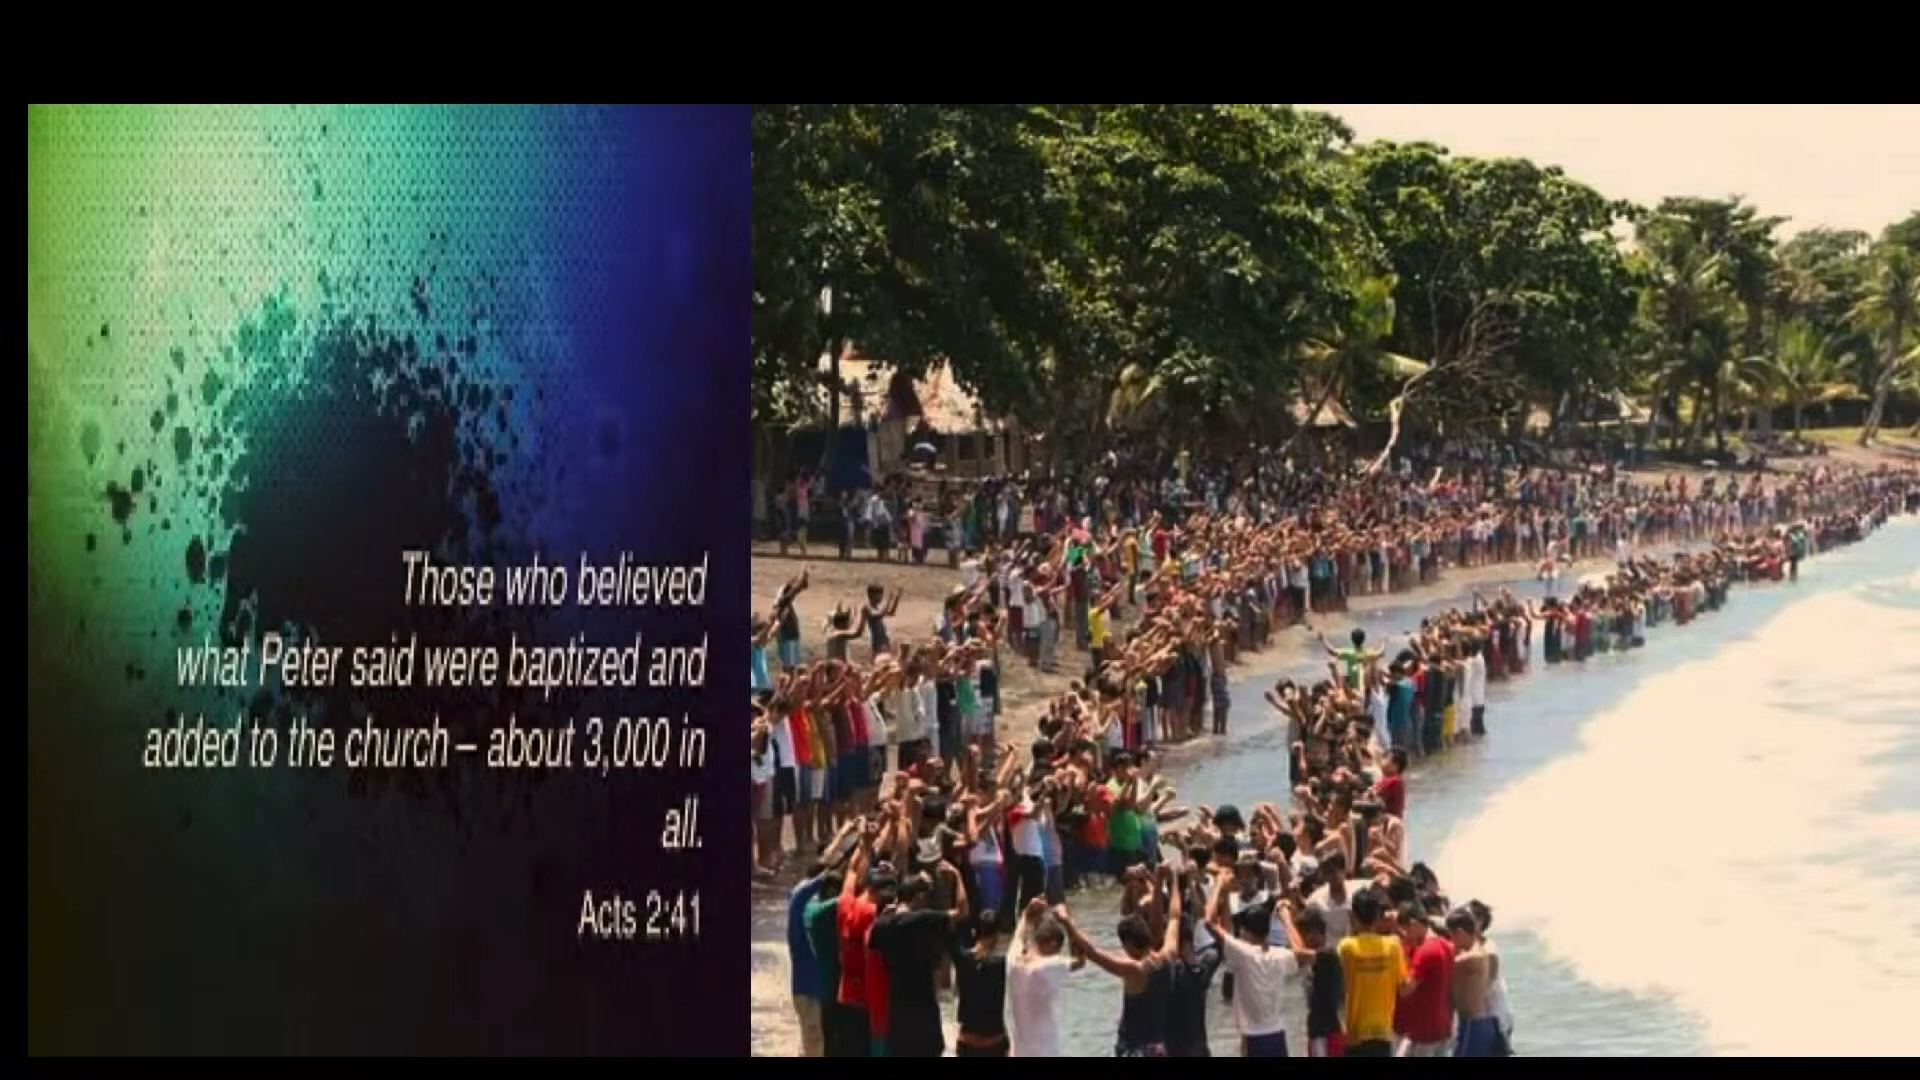 Those who believed
what Peter said were baptized and
added to the church – about 3,000 in
all.
Acts 2:41